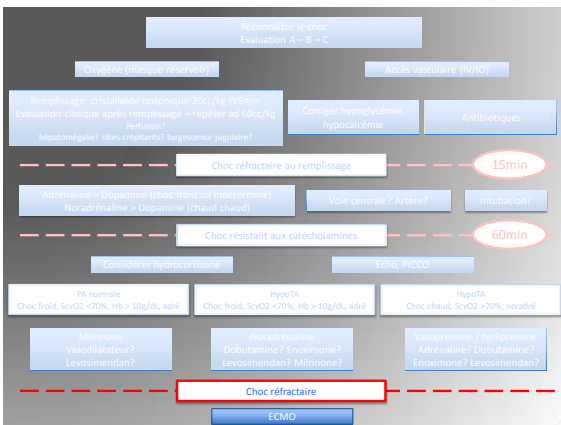 Reconnaître le choc
Evaluation A – B – C
Oxygène (masque réservoir)
Accès vasculaire (IV/IO)
Remplissage: cristalloïde isotonique 20cc/kg IV5min
Evaluation clinique après remplissage – répéter ad 60cc/kg
Perfusion?
hépatomégalie? râles crépitants? turgescence jugulaire?
Corriger hypoglycémie,
hypocalcémie
Antibiotiques
Choc réfractaire au remplissage
15min
Adrénaline > Dopamine (choc froid ou indéterminé)
Noradrénaline > Dopamine (chaud chaud)
Voie centrale? Artère?
Intubation?
Choc résistant aux catécholamines
60min
Considérer hydrocortisone
Echo, PICCO
PA normale
Choc froid, ScvO2 <70%, Hb > 10g/dL, adré
HypoTA
Choc froid, ScvO2 <70%, Hb > 10g/dL, adré
HypoTA
Choc chaud, ScvO2 >70%, noradré
Milrinone
Vasodilatateur?
Levosimendan?
Noradrénaline
Dobutamine? Enoximone?
Levosimendan? Milrinone?
Vasopressine / terlipressine
Adrénaline? Dobutamine?
Enoximone? Levosimendan?
Choc réfractaire
ECMO